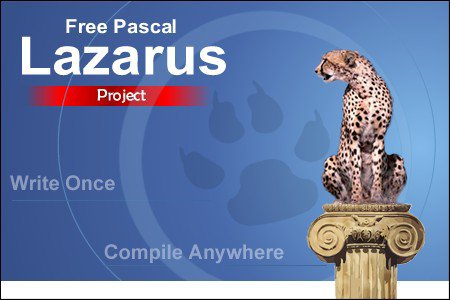 Free Pascal
Lazarus
Project
Write Once
Compile Anywhere